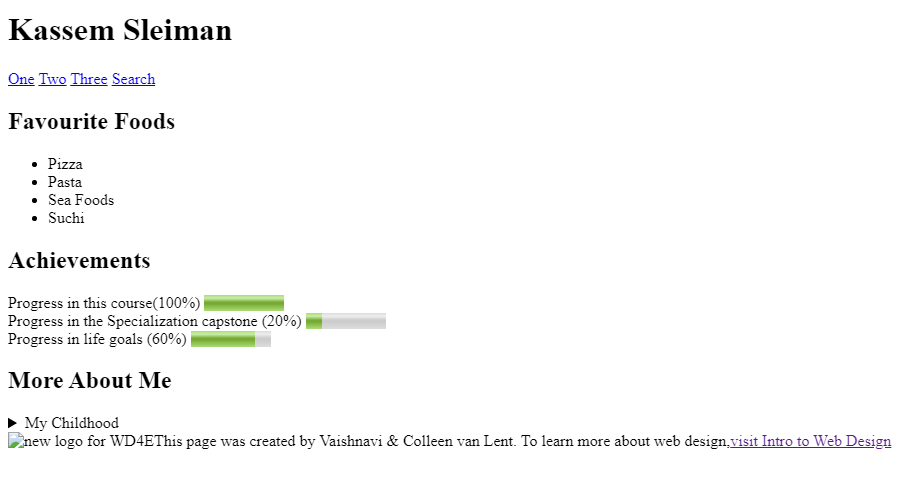 Kassem Sleiman
One Two Three Search
Favourite Foods
Pizza
Pasta
Sea Foods
Suchi
Achievements
Progress in this course(100%)
Progress in the Specialization capstone (20%)
Progress in life goals (60%)
More About Me
My Childhood
new logo for WD4EThis page was created by Vaishnavi & Colleen van Lent. To learn more about web design,visit Intro to Web Design